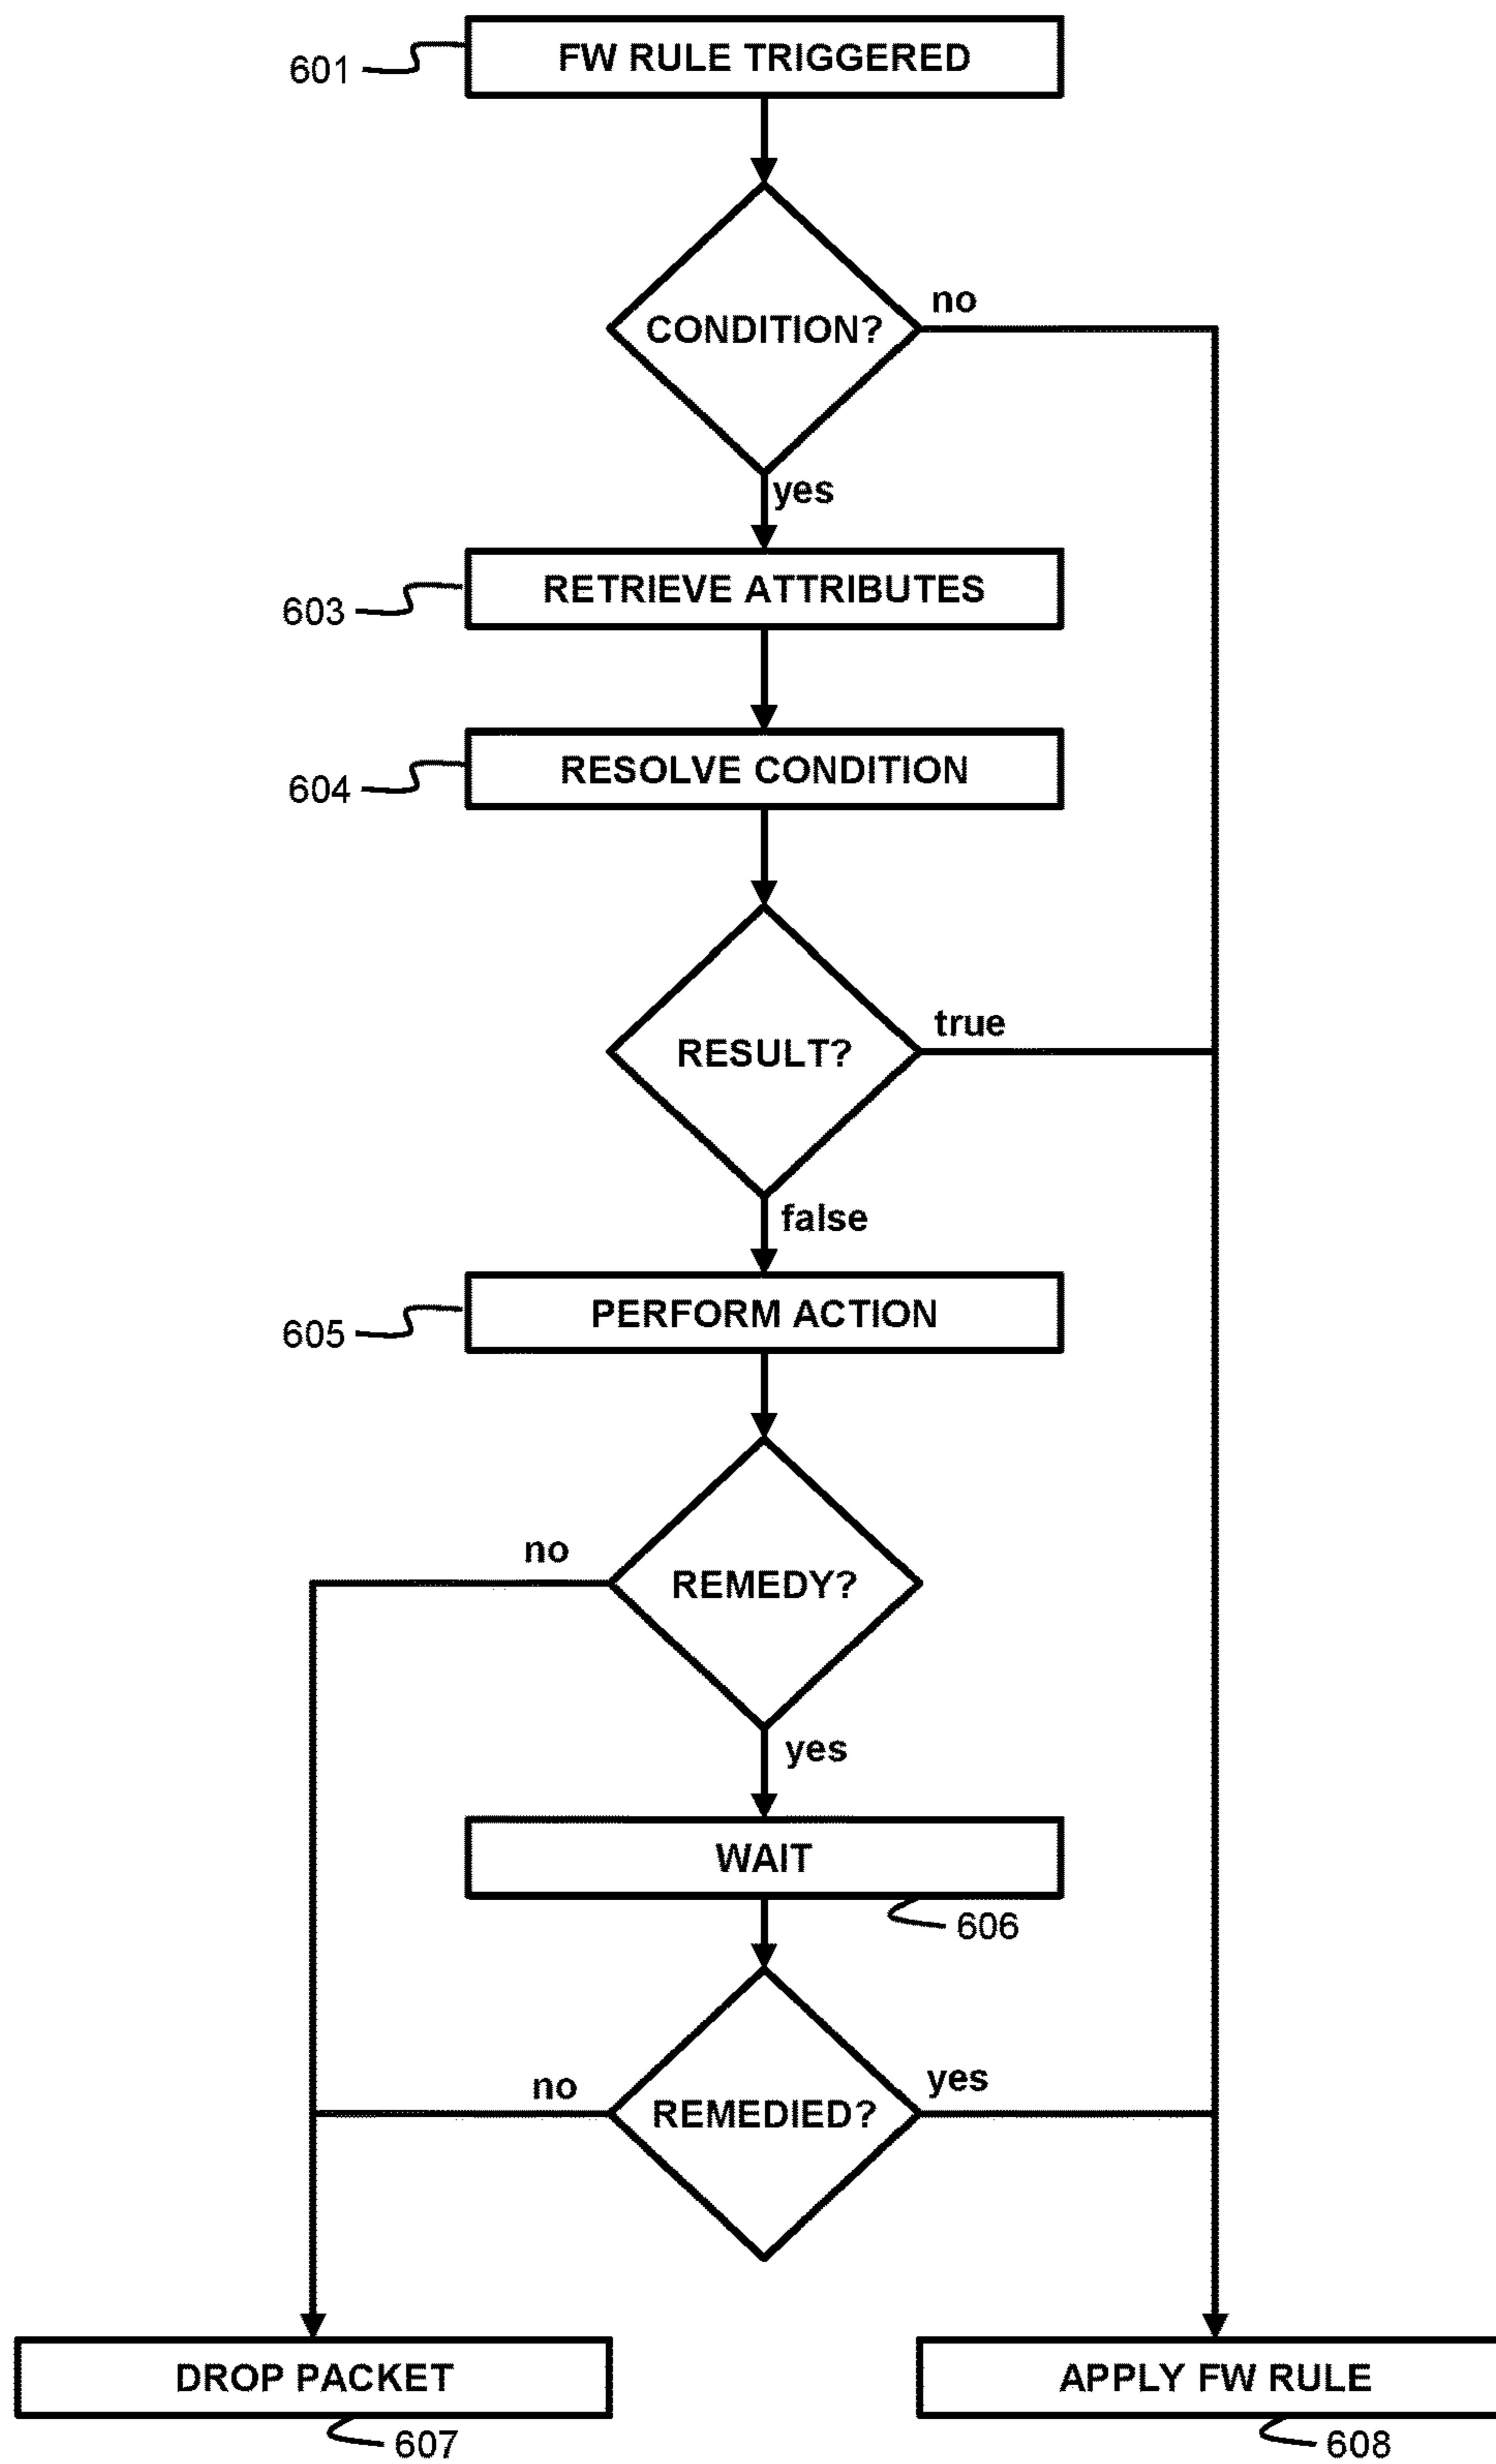 FW RULE TRIGGERED
601
no
CONDITION?
yes
RETRIEVE ATTRIBUTES
603
RESOLVE CONDITION
604
true
RESULT?
false
PERFORM ACTION
605
no
REMEDY?
yes
WAIT
606
no
yes
REMEDIED?
DROP PACKET
APPLY FW RULE
607
608